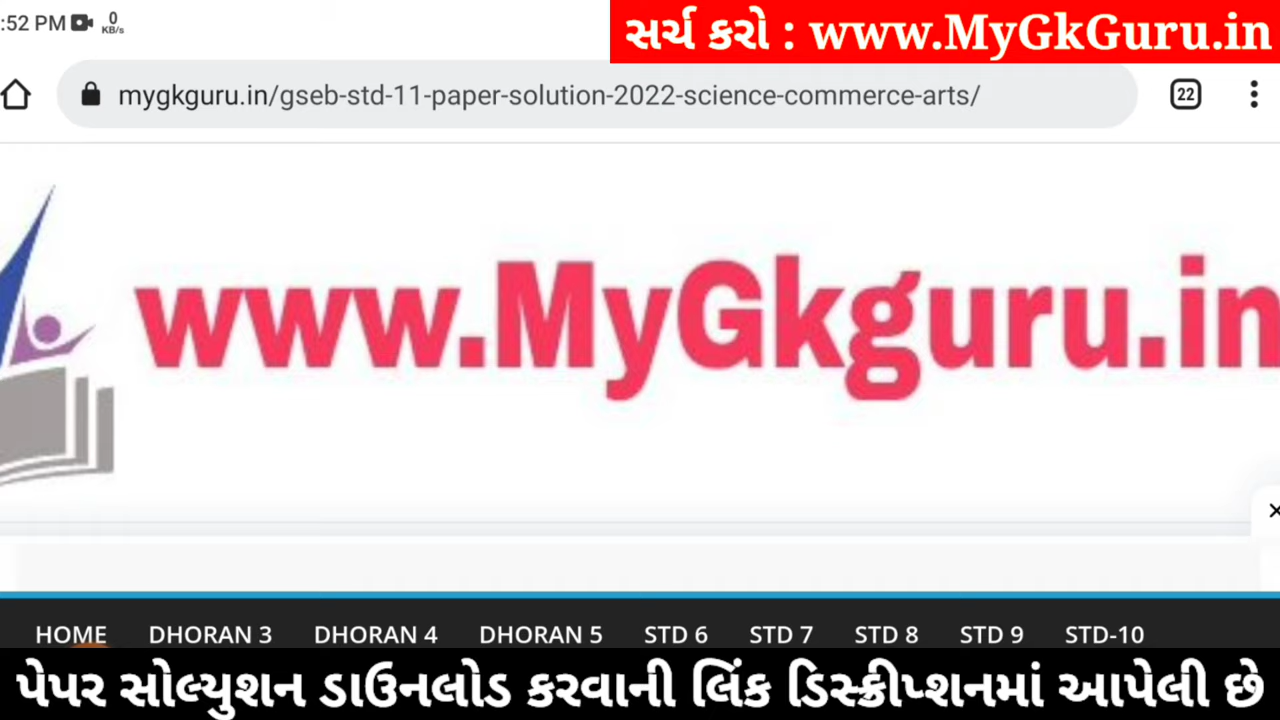 :52 PM 0 KB/s
સર્ચ કરો : www.MyGkGuru.in
mygkguru.in/gseb-std-11-paper-solution-2022-science-commerce-arts/ 22
www.MyGkguru.in
HOME DHORAN 3 DHORAN 4 DHORAN 5 STD 6 STD 7 STD 8 STD 9 STD-10
પેપર સોલ્યુશન ડાઉનલોડ કરવાની લિંક ડિસ્ક્રીપ્શનમાં આપેલી છે